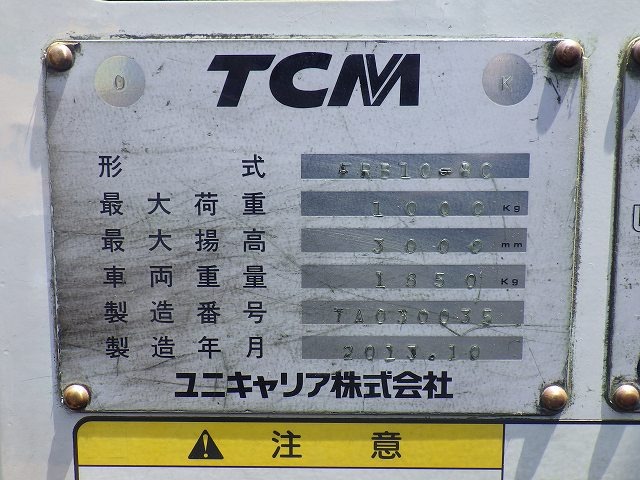 TCM
O K
形式 FRB10-8C
最大荷重 1000 Kg
最大揚高 3000 mm
車両重量 1850 Kg
製造番号 7A030035
製造年月 2013.10
ユニキャリア株式会社
注意